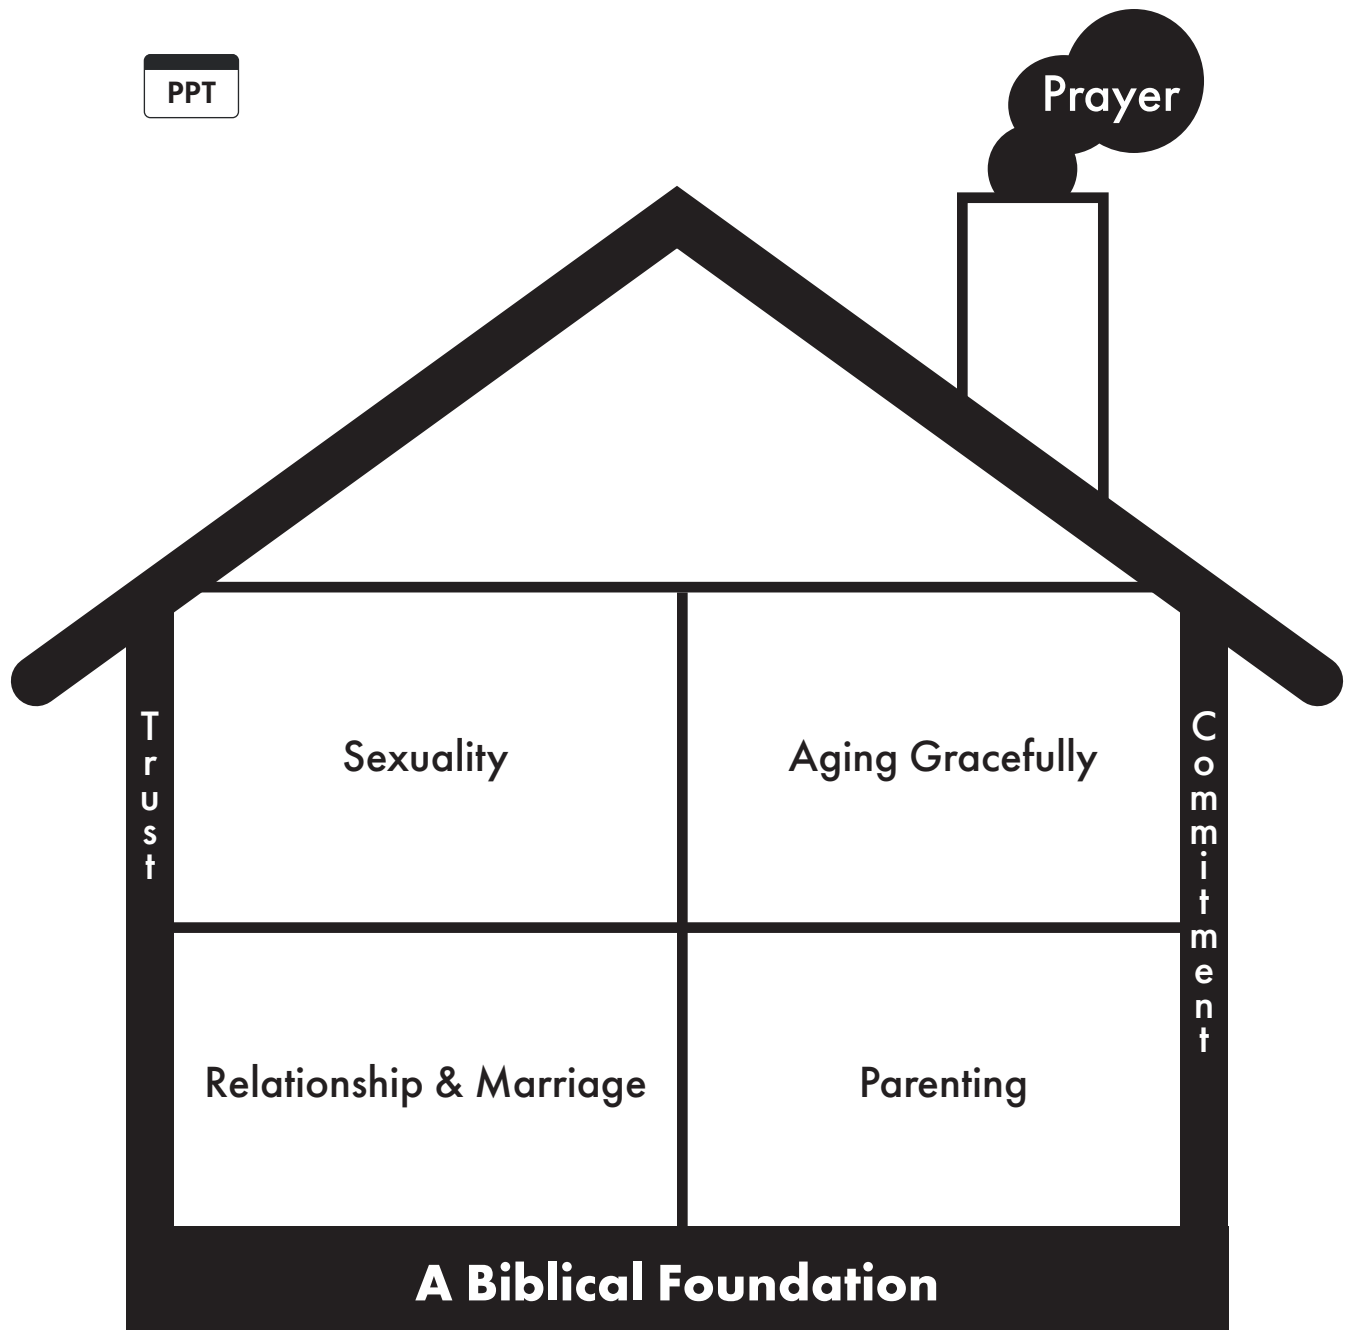 PPT
Prayer
Trust
Sexuality
Aging Gracefully
Commitment
Relationship & Marriage
Parenting
A Biblical Foundation